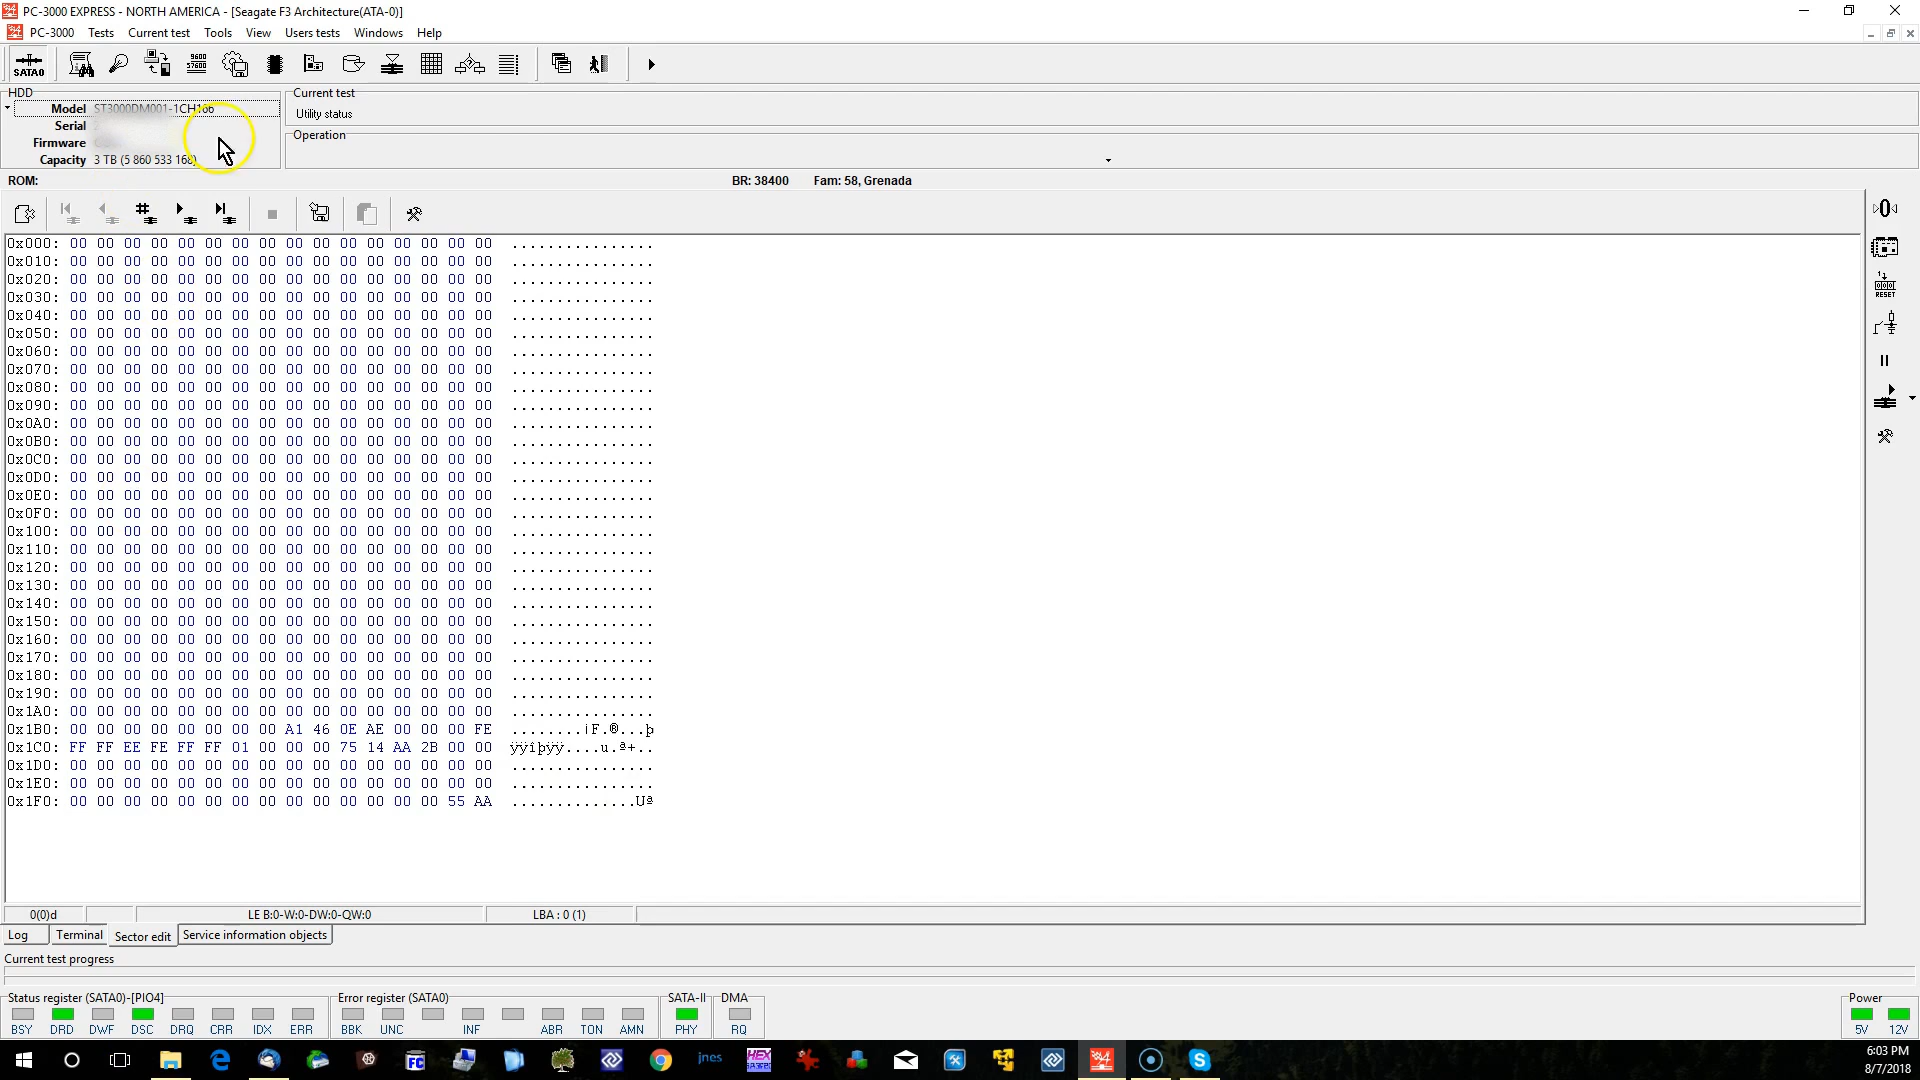 PC-3000 EXPRESS - NORTH AMERICA - [Seagate F3 Architecture(ATA-0)]
PC-3000 Tests Current test Tools View Users tests Windows Help
SATA0 9600 57600
HDD
Current test
Model ST3000DM001-1CH166
Utility status
Serial
Operation
Firmware
Capacity 3 TB (5 860 533 168)
ROM: BR: 38400 Fam: 58, Grenada
0x000: 00 00 00 00 00 00 00 00 00 00 00 00 00 00 00 00 ................
0x010: 00 00 00 00 00 00 00 00 00 00 00 00 00 00 00 00 ................
0x020: 00 00 00 00 00 00 00 00 00 00 00 00 00 00 00 00 ................
0x030: 00 00 00 00 00 00 00 00 00 00 00 00 00 00 00 00 ................
0x040: 00 00 00 00 00 00 00 00 00 00 00 00 00 00 00 00 ................
0x050: 00 00 00 00 00 00 00 00 00 00 00 00 00 00 00 00 ................
0x060: 00 00 00 00 00 00 00 00 00 00 00 00 00 00 00 00 ................
0x070: 00 00 00 00 00 00 00 00 00 00 00 00 00 00 00 00 ................
0x080: 00 00 00 00 00 00 00 00 00 00 00 00 00 00 00 00 ................
0x090: 00 00 00 00 00 00 00 00 00 00 00 00 00 00 00 00 ................
0x0A0: 00 00 00 00 00 00 00 00 00 00 00 00 00 00 00 00 ................
0x0B0: 00 00 00 00 00 00 00 00 00 00 00 00 00 00 00 00 ................
0x0C0: 00 00 00 00 00 00 00 00 00 00 00 00 00 00 00 00 ................
0x0D0: 00 00 00 00 00 00 00 00 00 00 00 00 00 00 00 00 ................
0x0E0: 00 00 00 00 00 00 00 00 00 00 00 00 00 00 00 00 ................
0x0F0: 00 00 00 00 00 00 00 00 00 00 00 00 00 00 00 00 ................
0x100: 00 00 00 00 00 00 00 00 00 00 00 00 00 00 00 00 ................
0x110: 00 00 00 00 00 00 00 00 00 00 00 00 00 00 00 00 ................
0x120: 00 00 00 00 00 00 00 00 00 00 00 00 00 00 00 00 ................
0x130: 00 00 00 00 00 00 00 00 00 00 00 00 00 00 00 00 ................
0x140: 00 00 00 00 00 00 00 00 00 00 00 00 00 00 00 00 ................
0x150: 00 00 00 00 00 00 00 00 00 00 00 00 00 00 00 00 ................
0x160: 00 00 00 00 00 00 00 00 00 00 00 00 00 00 00 00 ................
0x170: 00 00 00 00 00 00 00 00 00 00 00 00 00 00 00 00 ................
0x180: 00 00 00 00 00 00 00 00 00 00 00 00 00 00 00 00 ................
0x190: 00 00 00 00 00 00 00 00 00 00 00 00 00 00 00 00 ................
0x1A0: 00 00 00 00 00 00 00 00 00 00 00 00 00 00 00 00 ................
0x1B0: 00 00 00 00 00 00 00 00 A1 46 0E AE 00 00 00 FE ........¡F.®...þ
0x1C0: FF FF EE FE FF FF 01 00 00 00 75 14 AA 2B 00 00 ÿÿîþÿÿ....u.ª+..
0x1D0: 00 00 00 00 00 00 00 00 00 00 00 00 00 00 00 00 ................
0x1E0: 00 00 00 00 00 00 00 00 00 00 00 00 00 00 00 00 ................
0x1F0: 00 00 00 00 00 00 00 00 00 00 00 00 00 00 55 AA ..............Uª
RESET
0(0)d LE B:0-W:0-DW:0-QW:0 LBA : 0 (1)
Log Terminal Sector edit Service information objects
Current test progress
Status register (SATA0)-[PIO4] Error register (SATA0) SATA-II DMA Power
BSY DRD DWF DSC DRQ CRR IDX ERR BBK UNC INF ABR TON AMN PHY RQ 5V 12V
FC jnes HEX
6:03 PM
8/7/2018